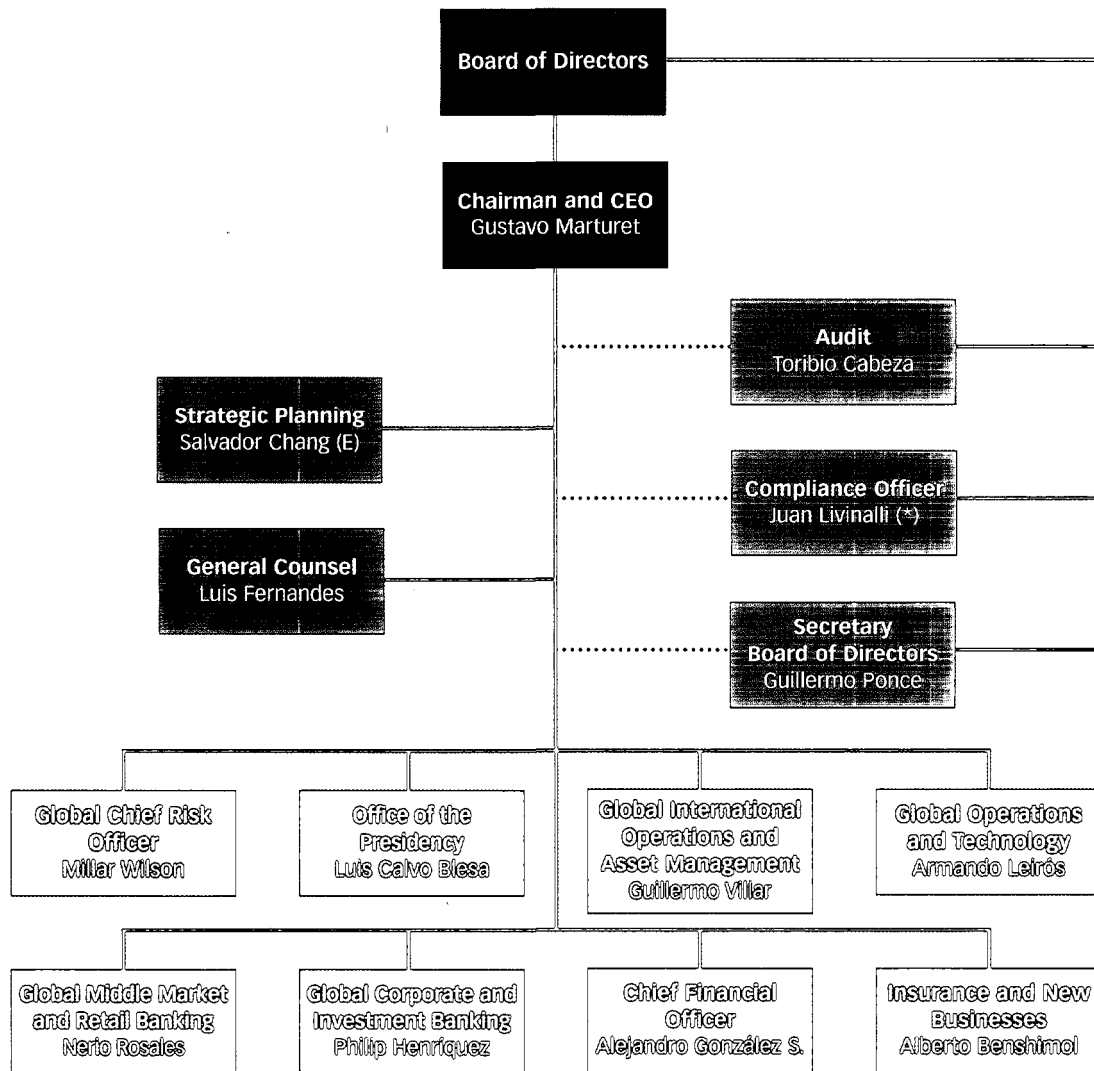 Board of Directors
Chairman and CEO
Gustavo Marturet
Audit
Toribio Cabeza
Strategic Planning
Salvador Chang (E)
Compliance Officer
Juan Livinalli (*)
General Counsel
Luis Fernandes
Secretary
Board of Directors
Guillermo Ponce
Global Chief Risk
Officer
Millar Wilson
Office of the
Presidency
Luis Calvo Blesa
Global International
Operations and
Asset Management
Guillermo Villar
Global Operations
and Technology
Armando Leirós
Global Middle Market
and Retail Banking
Nerio Rosales
Global Corporate and
Investment Banking
Philip Henríquez
Chief Financial
Officer
Alejandro González S.
Insurance and New
Businesses
Alberto Benshimol